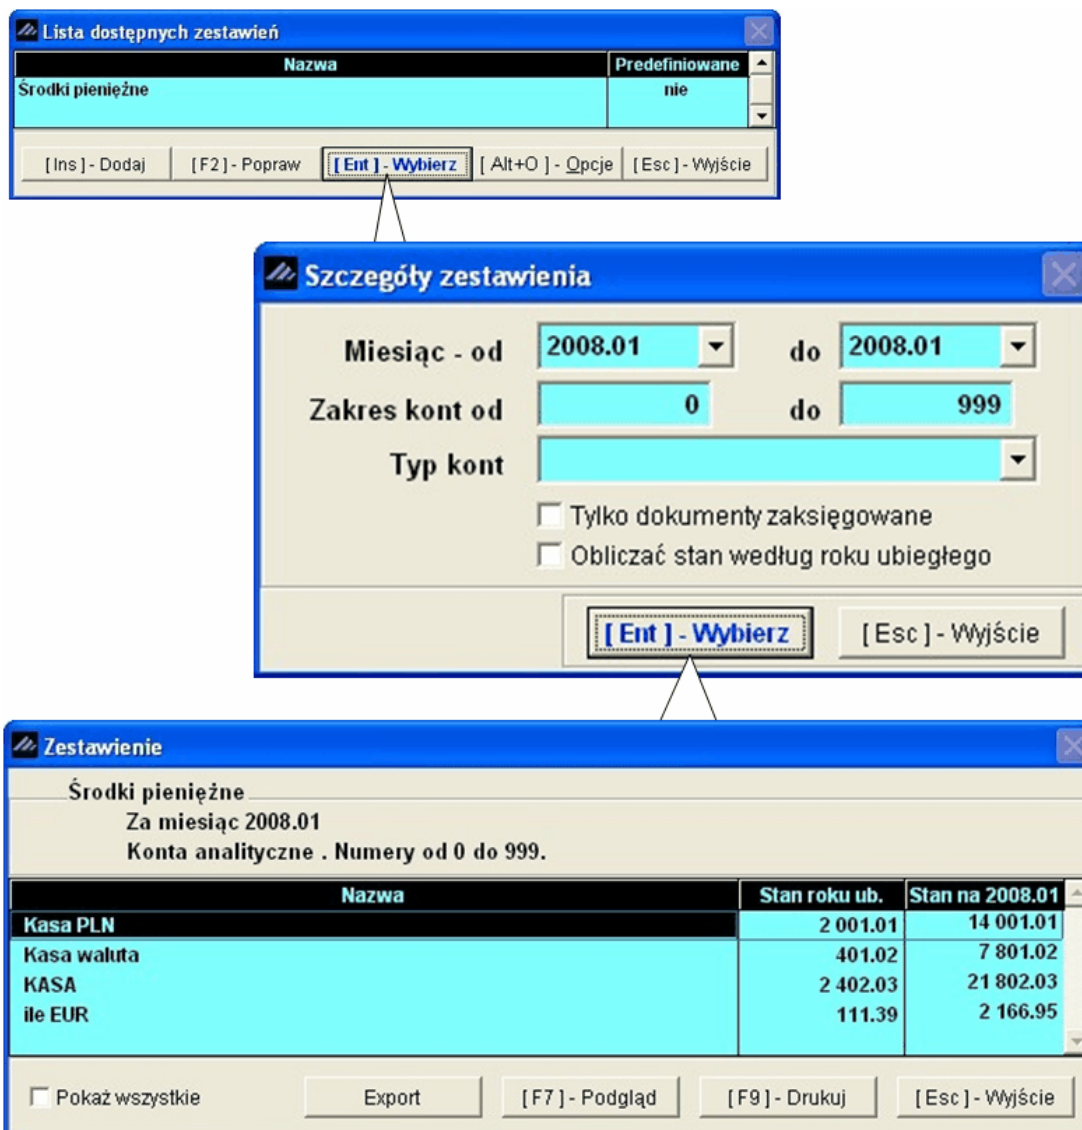 Lista dostępnych zestawień
Nazwa Predefiniowane
Środki pieniężne nie
[Ins] - Dodaj [F2] - Popraw [Ent] - Wybierz [Alt+O] - Opcje [Esc] - Wyjście
Szczegóły zestawienia
Miesiąc - od 2008.01 do 2008.01
Zakres kont od 0 do 999
Typ kont
Tylko dokumenty zaksięgowane
Obliczać stan według roku ubiegłego
[Ent] - Wybierz [Esc] - Wyjście
Zestawienie
Środki pieniężne
Za miesiąc 2008.01
Konta analityczne . Numery od 0 do 999.
Nazwa Stan roku ub. Stan na 2008.01
Kasa PLN 2 001.01 14 001.01
Kasa waluta 401.02 7 801.02
KASA 2 402.03 21 802.03
ile EUR 111.39 2 166.95
Pokaż wszystkie Export [F7] - Podgląd [F9] - Drukuj [Esc] - Wyjście